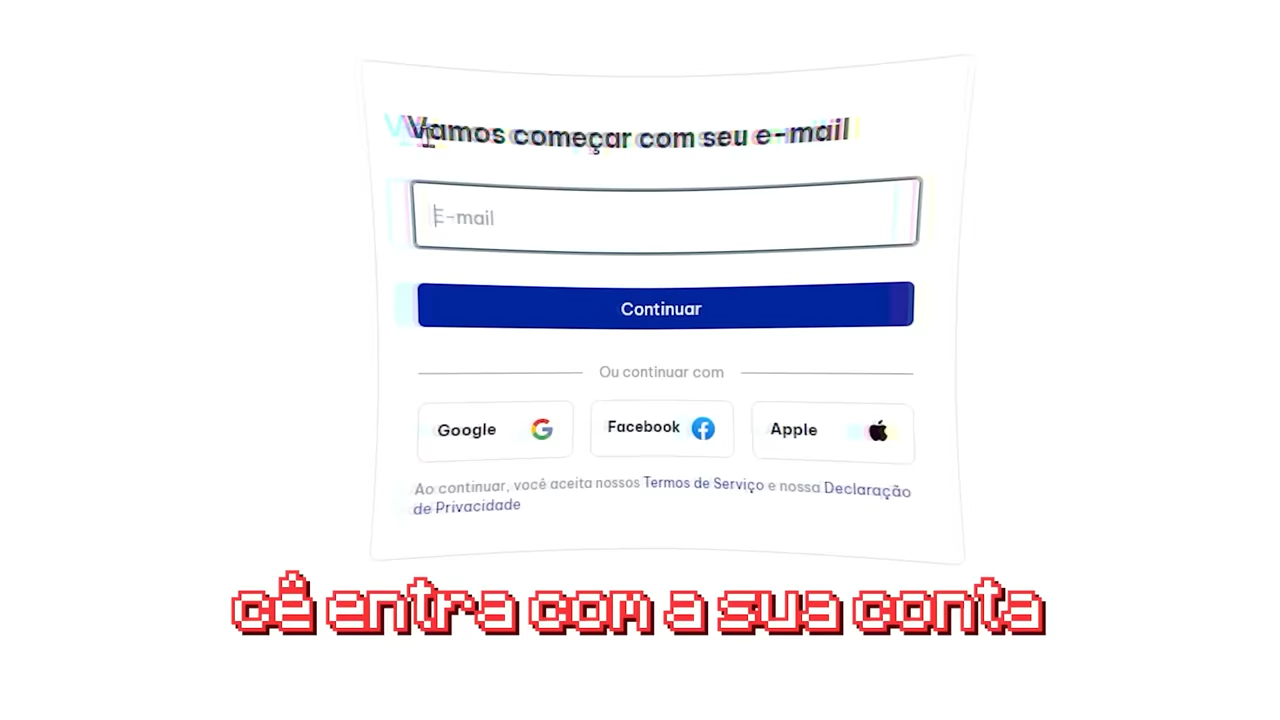 Vamos começar com seu e-mail
E-mail
Continuar
Ou continuar com
Google
Facebook
Apple
Ao continuar, você aceita nossos Termos de Serviço e nossa Declaração
de Privacidade
cê entra com a sua conta